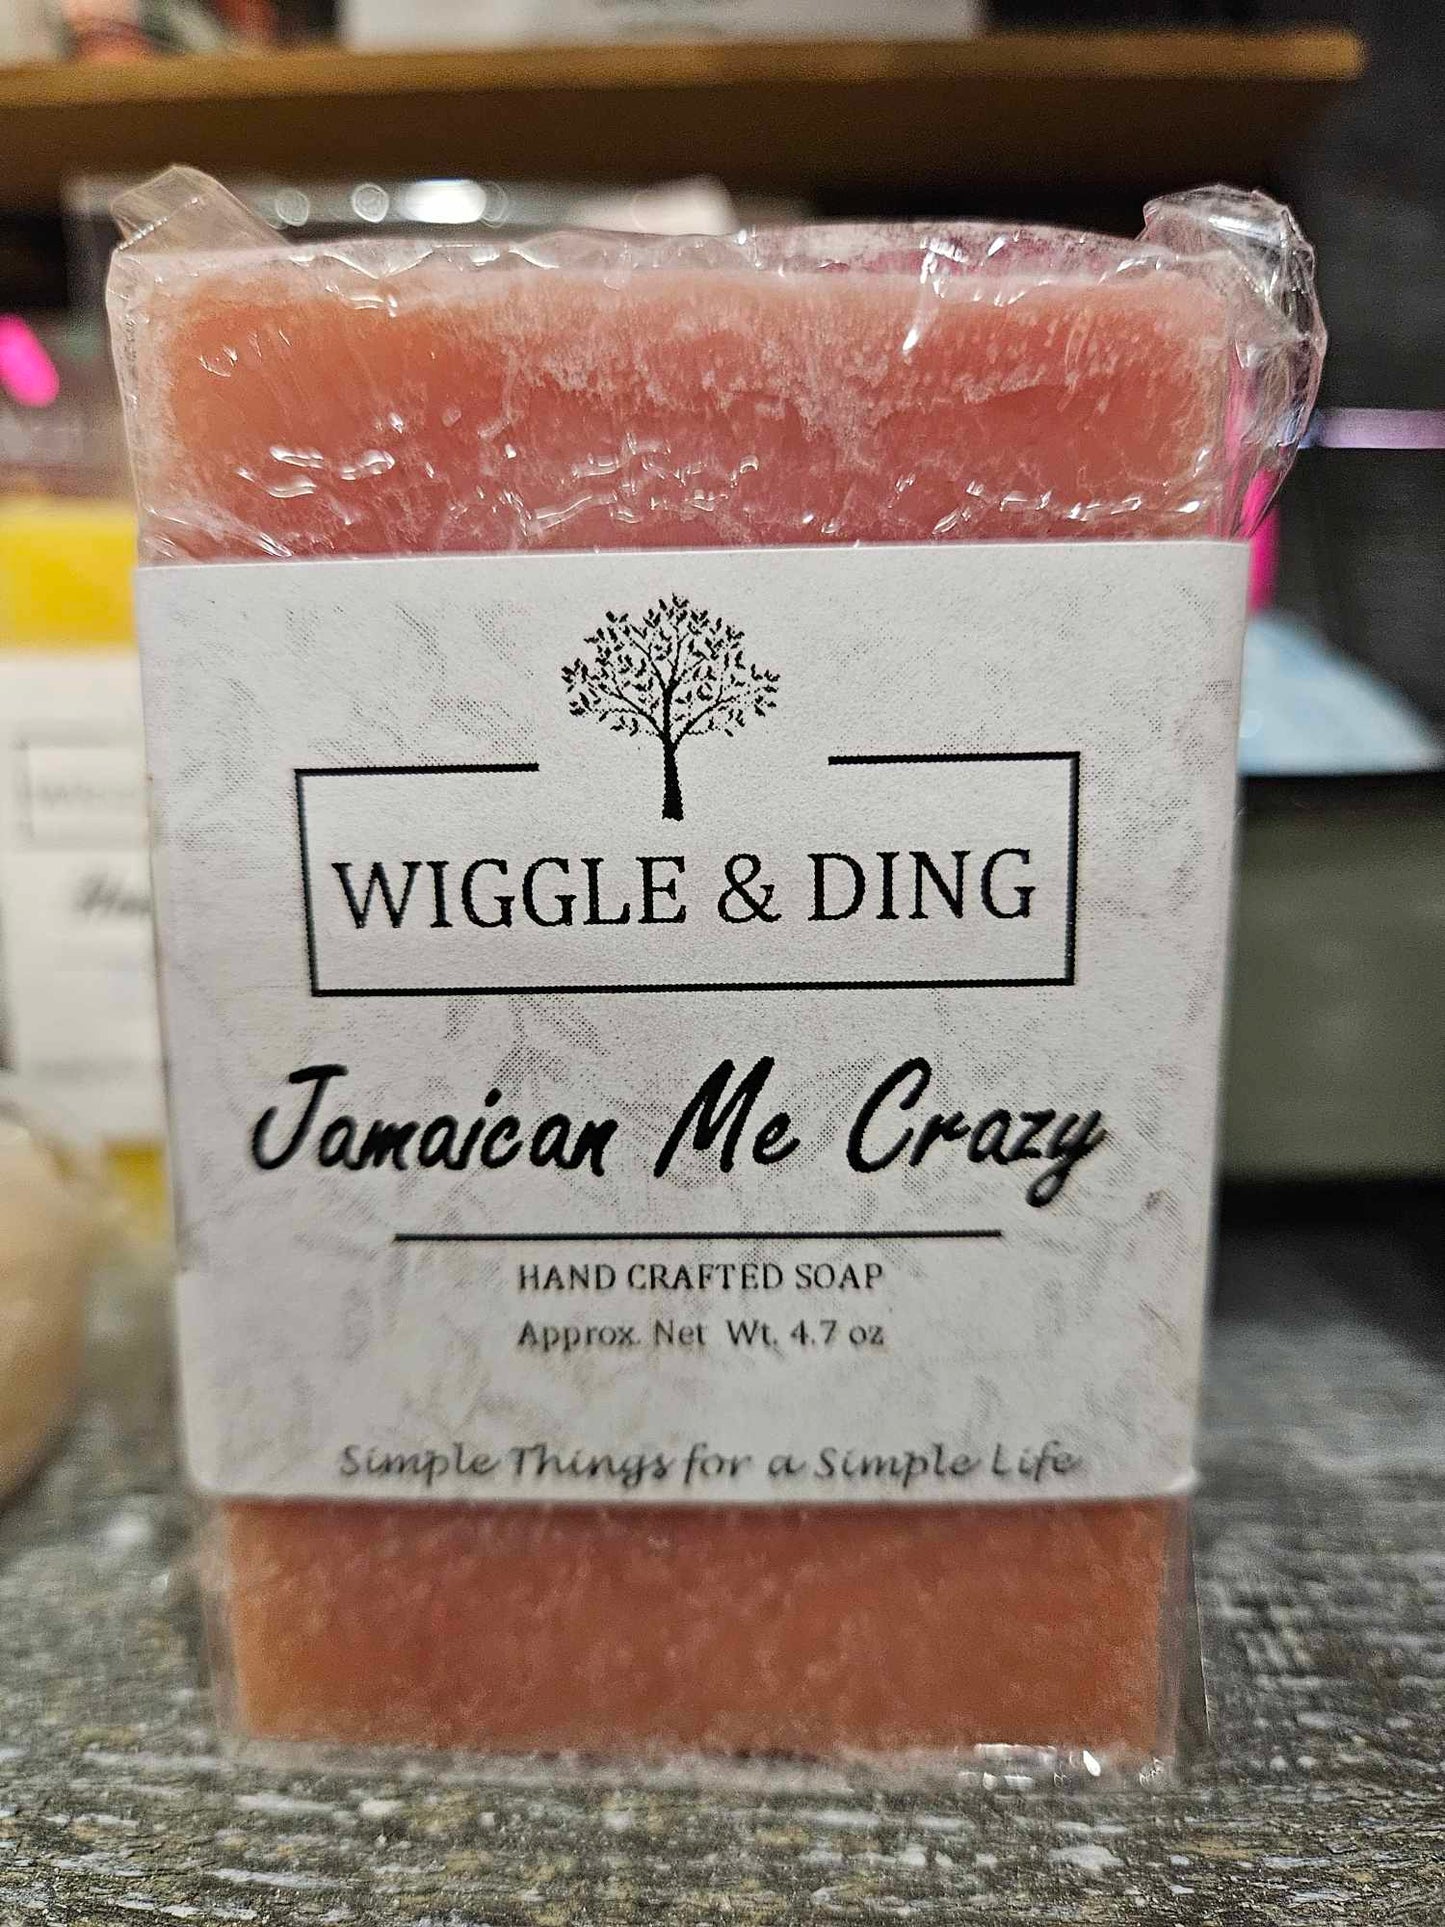 WIGGLE & DING
Jamaican Me Crazy
HAND CRAFTED SOAP
Approx. Net Wt. 4.7 oz
Simple Things for a Simple Life